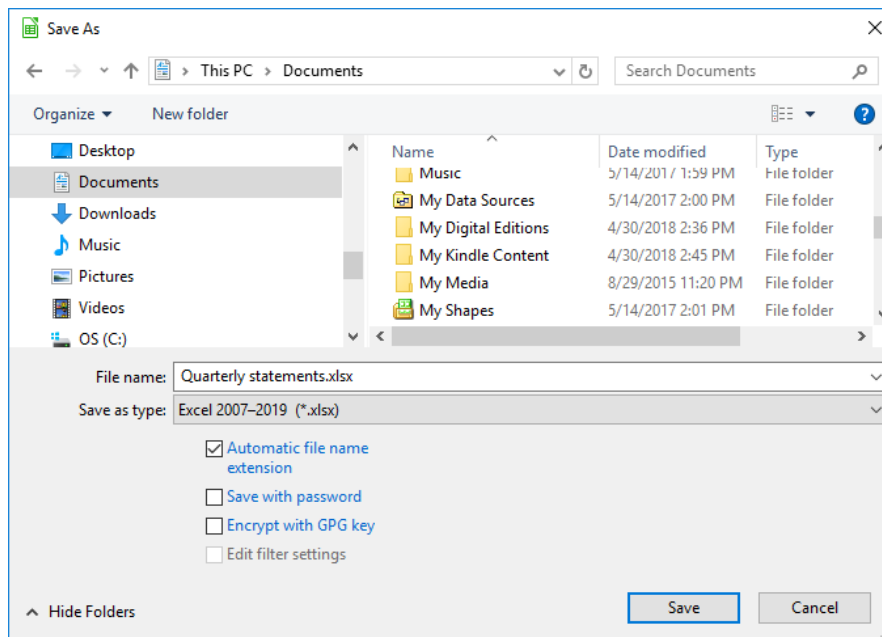 Save As
This PC > Documents
Search Documents
Organize
New folder
?
Desktop
Documents
Downloads
Music
Pictures
Videos
OS (C:)
Name Date modified Type
Music 5/14/2017 1:59 PM File folder
My Data Sources 5/14/2017 2:00 PM File folder
My Digital Editions 4/30/2018 2:36 PM File folder
My Kindle Content 4/30/2018 2:45 PM File folder
My Media 8/29/2015 11:20 PM File folder
My Shapes 5/14/2017 2:01 PM File folder
File name: Quarterly statements.xlsx
Save as type: Excel 2007–2019 (*.xlsx)
Automatic file name
extension
Save with password
Encrypt with GPG key
Edit filter settings
Hide Folders
Save
Cancel